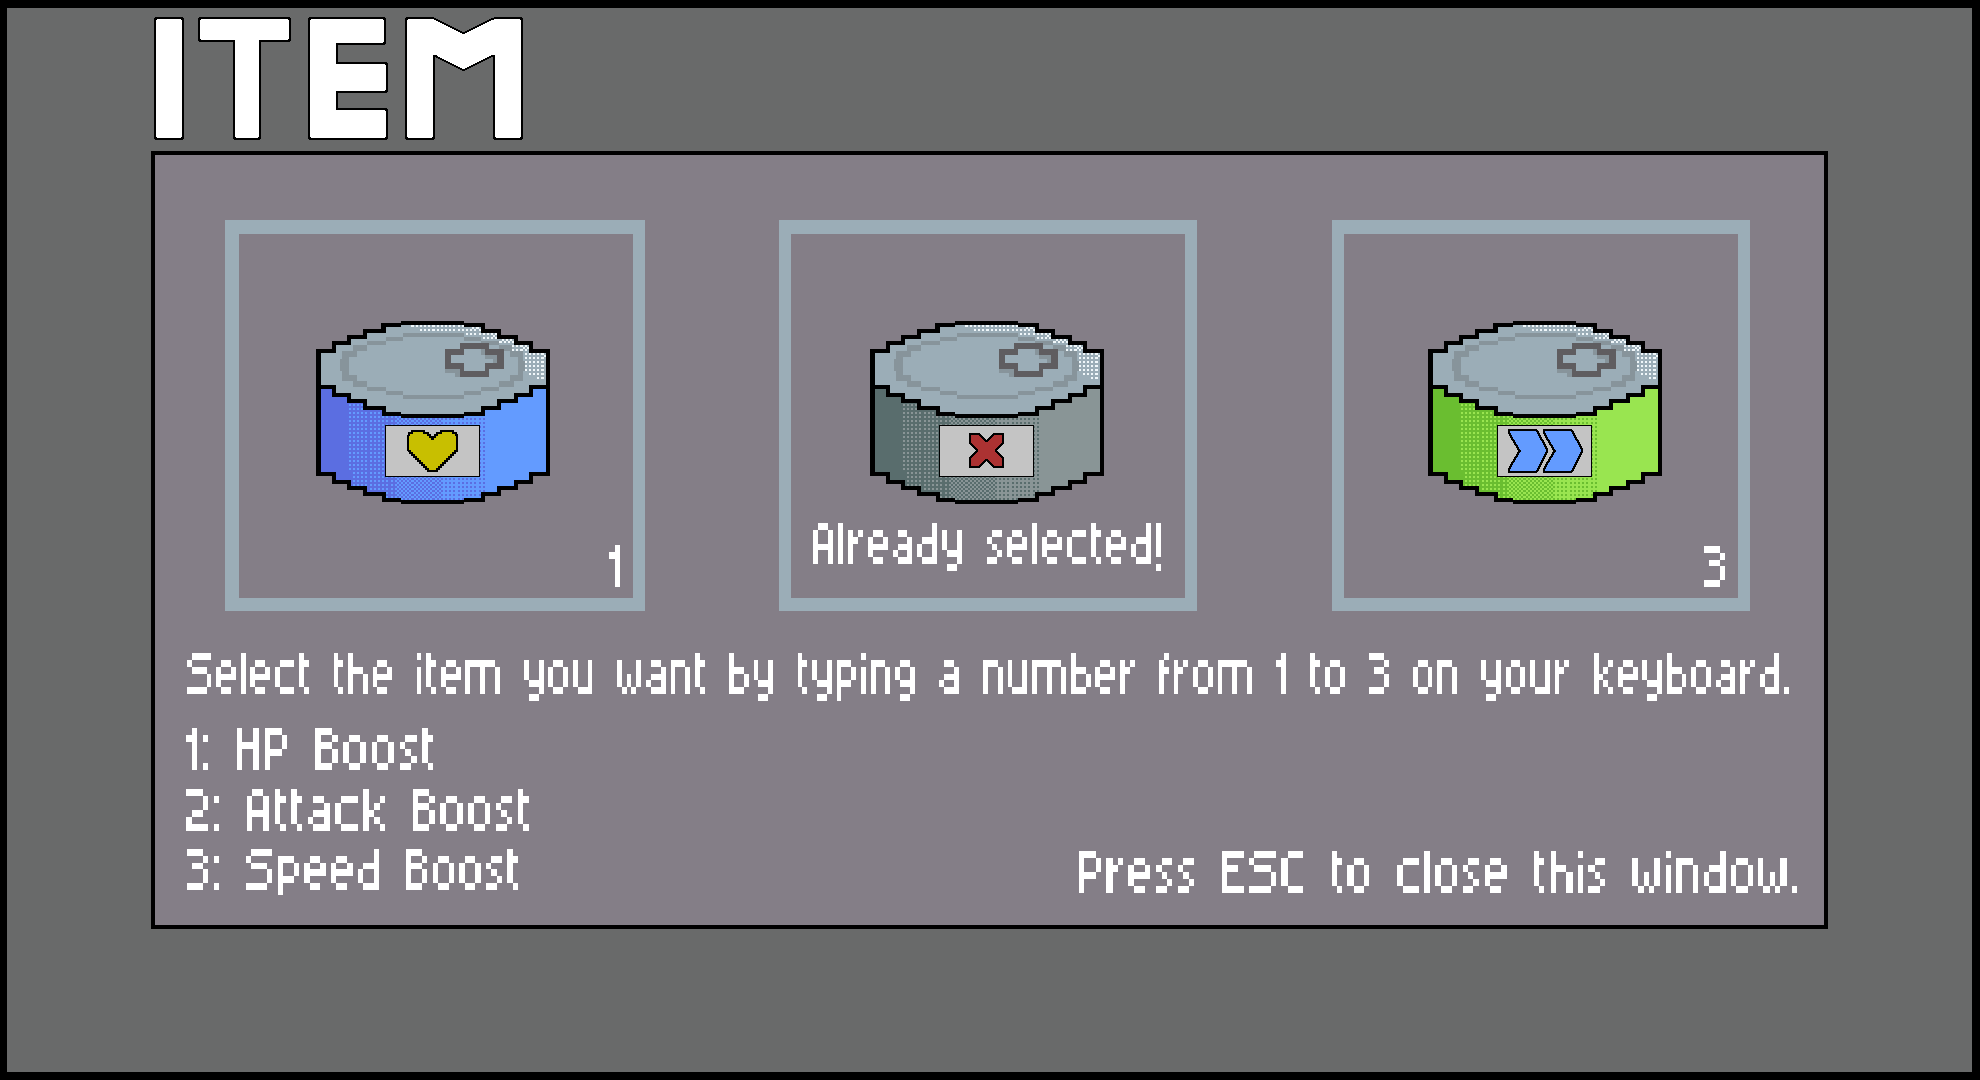 ITEM
1
Already selected!
3
Select the item you want by typing a number from 1 to 3 on your keyboard.
1: HP Boost
2: Attack Boost
3: Speed Boost
Press ESC to close this window.